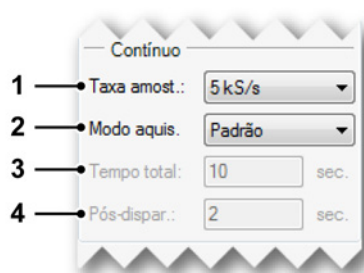 Contínuo
1 Taxa amost.: 5 kS/s
2 Modo aquis. Padrão
3 Tempo total: 10 sec.
4 Pós-dispar.: 2 sec.